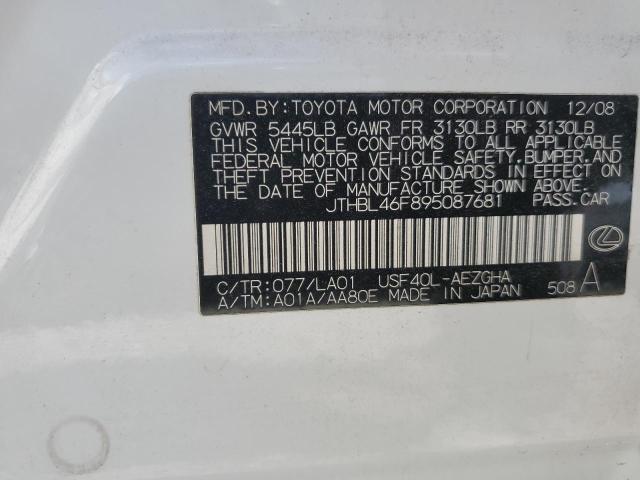 MFD. BY: TOYOTA MOTOR CORPORATION 12/08
GVWR 5445LB GAWR FR 3130LB RR 3130LB
THIS VEHICLE CONFORMS TO ALL APPLICABLE
FEDERAL MOTOR VEHICLE SAFETY, BUMPER, AND
THEFT PREVENTION STANDARDS IN EFFECT ON
THE DATE OF MANUFACTURE SHOWN ABOVE.
JTHBL46F895087681 PASS.CAR
C/TR: 077/LA01 USF40L-AEZGHA
A/TM: A01A/AA80E MADE IN JAPAN 508 A